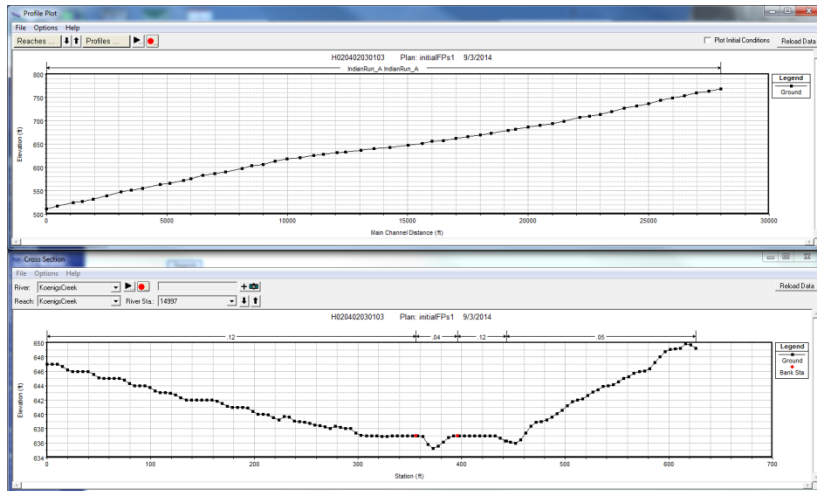 Profile Plot
File Options Help
Reaches ... Profiles ... Plot Initial Conditions Reload Data
H020402030103 Plan: initialFPs1 9/3/2014
IndianRun_A IndianRun_A
Legend
Ground
Elevation (ft)
800
750
700
650
600
550
500
0 5000 10000 15000 20000 25000 30000
Main Channel Distance (ft)
Cross Section
File Options Help
River: KoenigsCreek Reload Data
Reach: KoenigsCreek River Sta.: 14997
H020402030103 Plan: initialFPs1 9/3/2014
.12 .04 .12 .05
Legend
Ground
Bank Sta
Elevation (ft)
650
648
646
644
642
640
638
636
634
0 100 200 300 400 500 600 700
Station (ft)